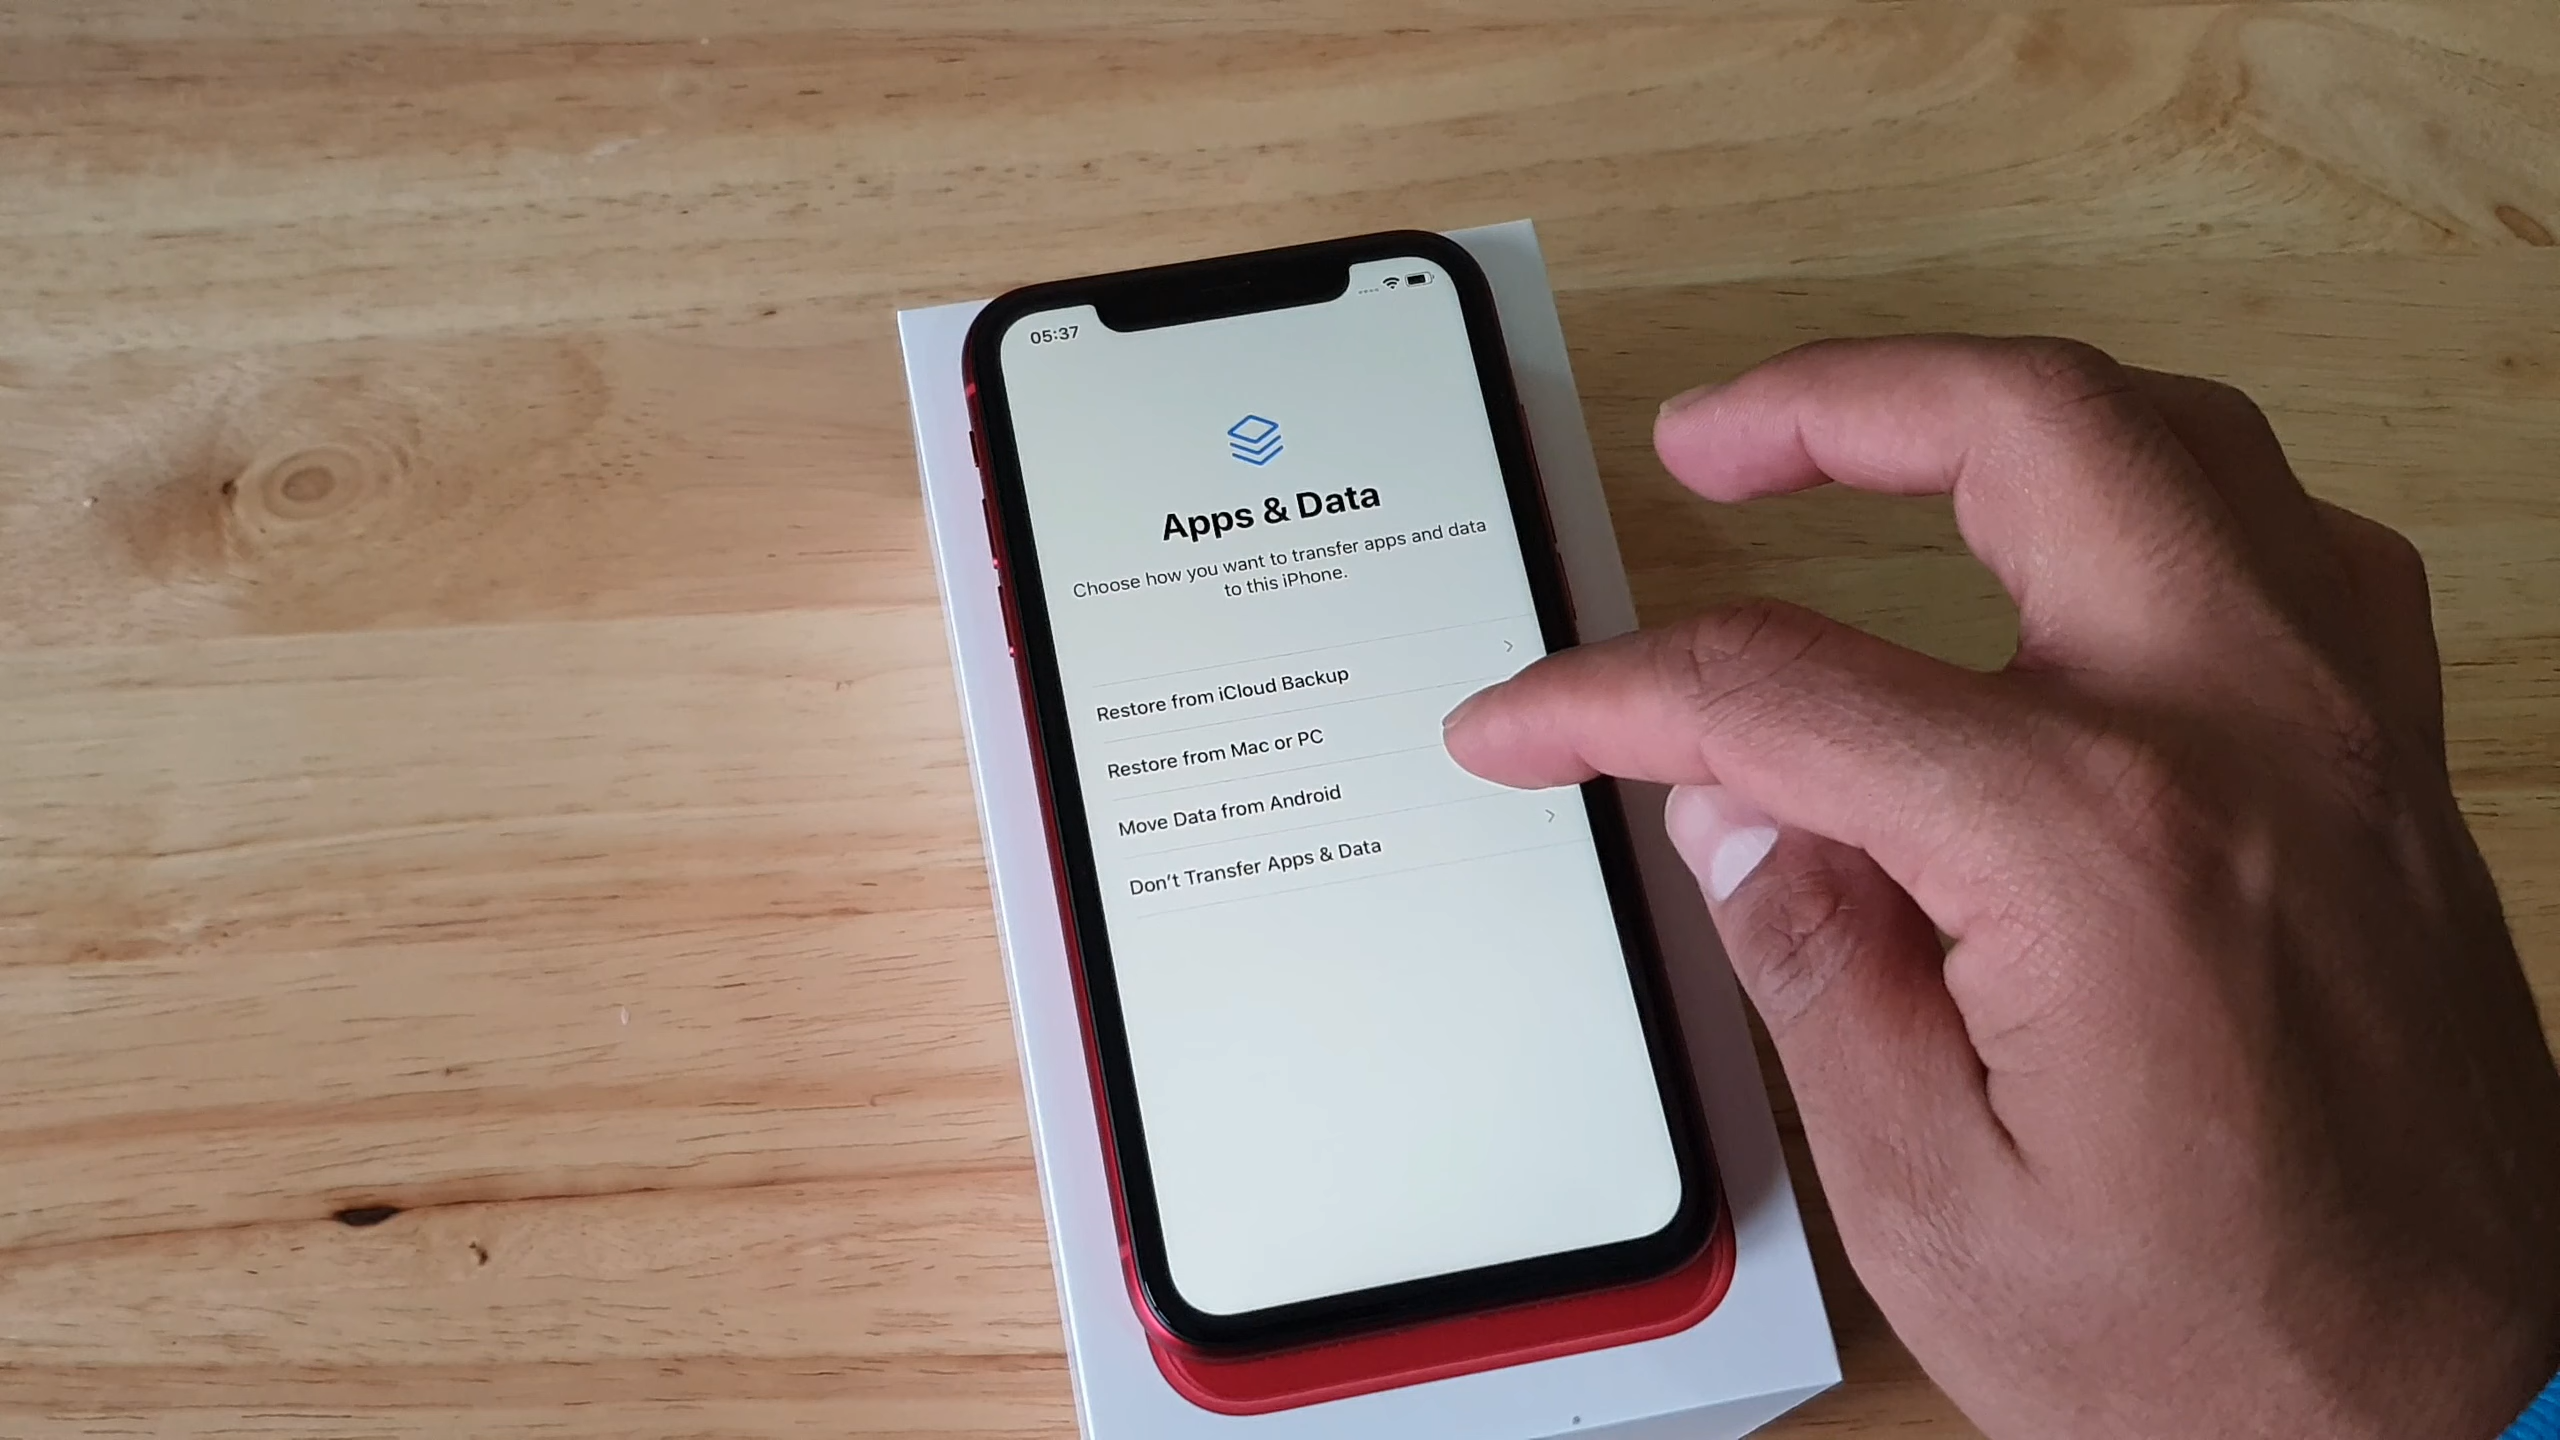 05:37
Apps & Data
Choose how you want to transfer apps and data
to this iPhone.
Restore from iCloud Backup
Restore from Mac or PC
Move Data from Android
Don't Transfer Apps & Data